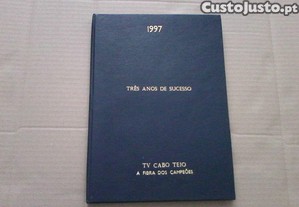 CustoJusto.pt
1997
TRÊS ANOS DE SUCESSO
TV CABO TEJO
A FIBRA DOS CAMPEÕES